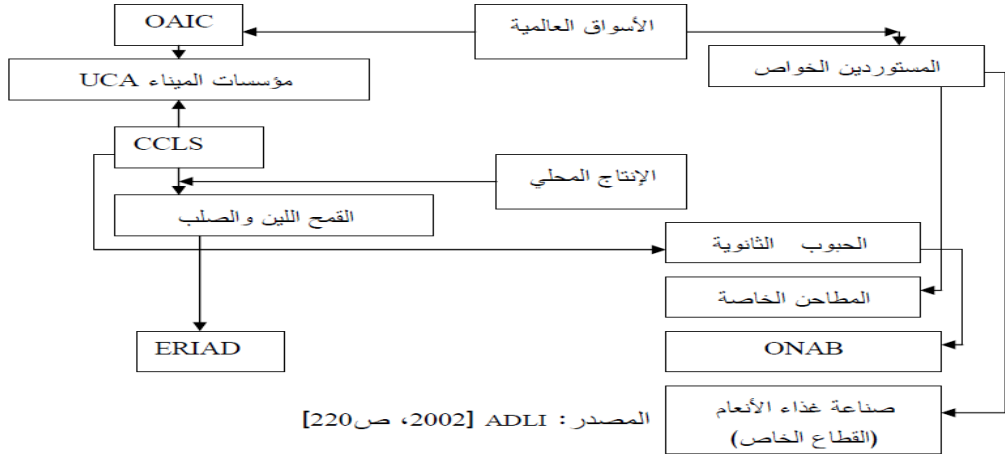 OAIC
الأسواق العالمية
المستوردين الخواص
مؤسسات الميناء UCA
CCLS
الإنتاج المحلي
القمح اللين والصلب
الحبوب الثانوية
المطاحن الخاصة
ERIAD
ONAB
صناعة غذاء الأنعام
(القطاع الخاص)
المصدر: ADLI [2002، ص220]